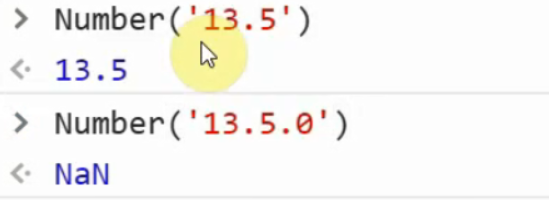 > Number('13.5')
<· 13.5
> Number('13.5.0')
<· NaN